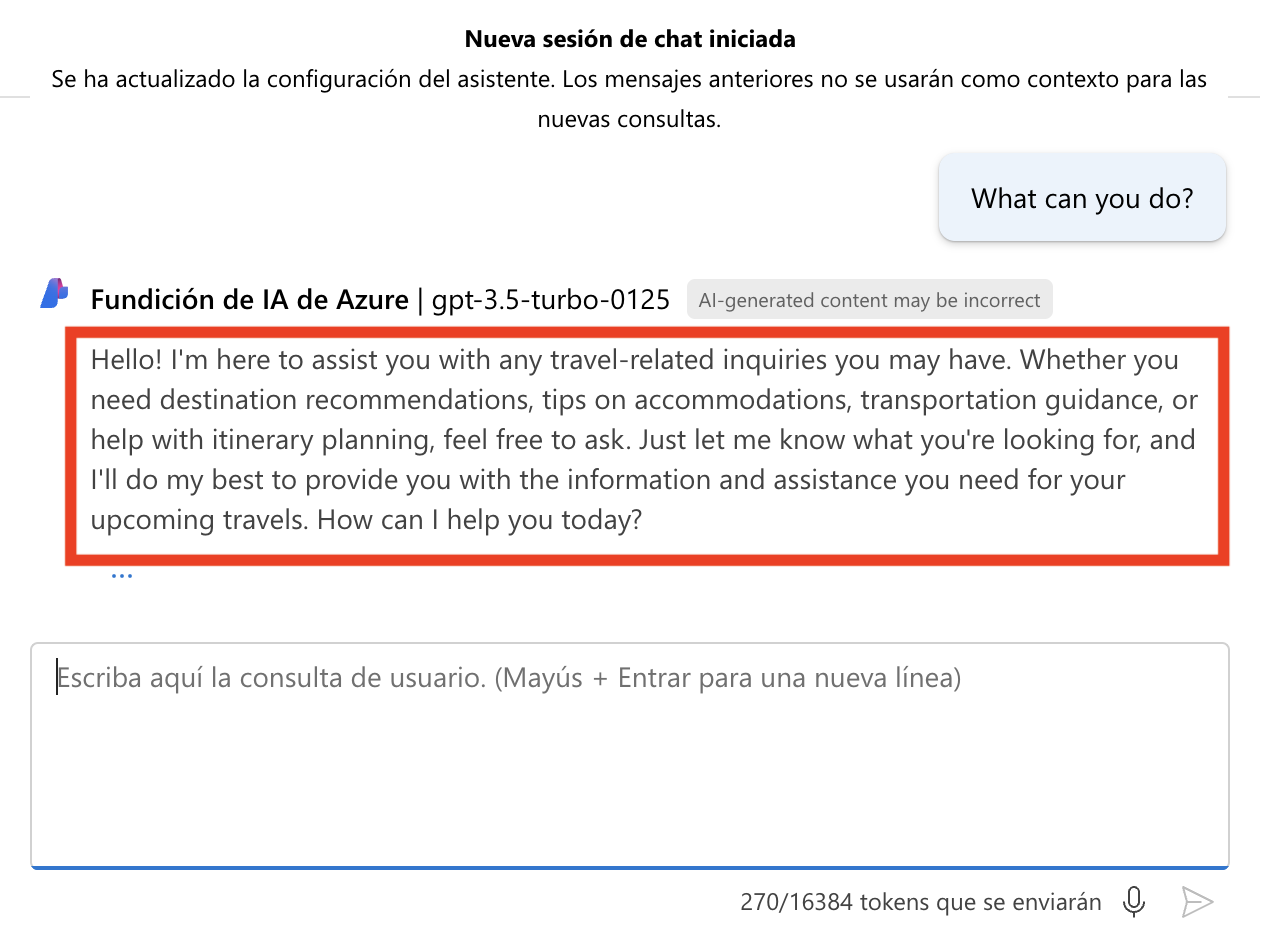 Nueva sesión de chat iniciada
Se ha actualizado la configuración del asistente. Los mensajes anteriores no se usarán como contexto para las
nuevas consultas.
What can you do?
Fundición de IA de Azure | gpt-3.5-turbo-0125 AI-generated content may be incorrect
Hello! I'm here to assist you with any travel-related inquiries you may have. Whether you
need destination recommendations, tips on accommodations, transportation guidance, or
help with itinerary planning, feel free to ask. Just let me know what you're looking for, and
I'll do my best to provide you with the information and assistance you need for your
upcoming travels. How can I help you today?
...
Escriba aquí la consulta de usuario. (Mayús + Entrar para una nueva línea)
270/16384 tokens que se enviarán